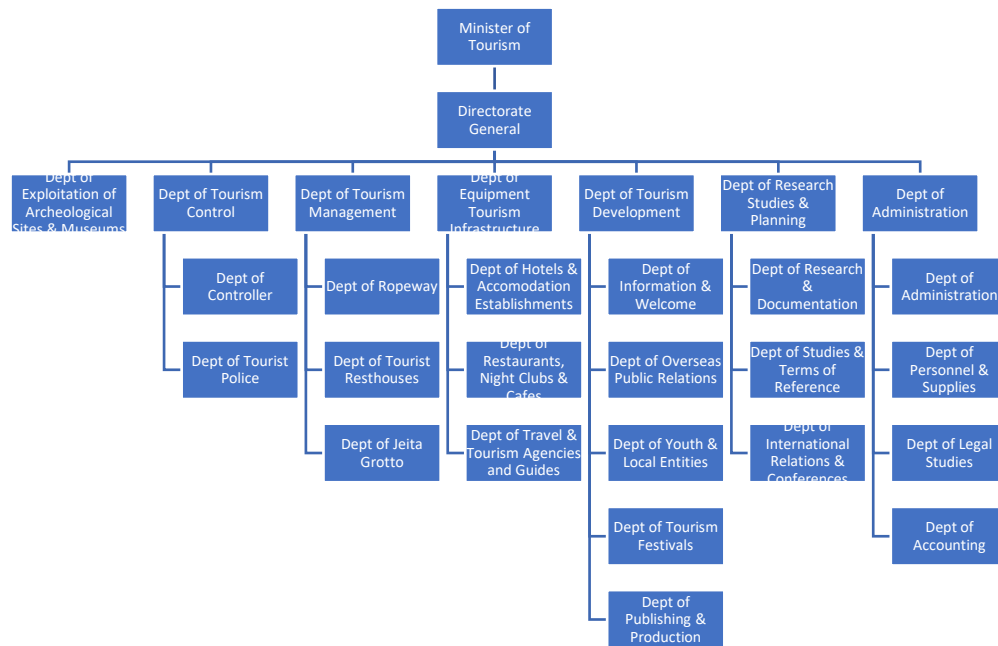 Minister of
Tourism
Directorate
General
Dept of
Exploitation of
Archeological
Sites & Museums
Dept of Tourism
Control
Dept of Tourism
Management
Dept of
Equipment
Tourism
Infrastructure
Dept of Tourism
Development
Dept of Research
Studies &
Planning
Dept of
Administration
Dept of
Controller
Dept of Tourist
Police
Dept of Ropeway
Dept of Tourist
Resthouses
Dept of Jeita
Grotto
Dept of Hotels &
Accomodation
Establishments
Dept of
Restaurants,
Night Clubs &
Cafes
Dept of Travel &
Tourism Agencies
and Guides
Dept of
Information &
Welcome
Dept of Overseas
Public Relations
Dept of Youth &
Local Entities
Dept of Tourism
Festivals
Dept of
Publishing &
Production
Dept of Research
&
Documentation
Dept of Studies &
Terms of
Reference
Dept of
International
Relations &
Conferences
Dept of
Administration
Dept of
Personnel &
Supplies
Dept of Legal
Studies
Dept of
Accounting